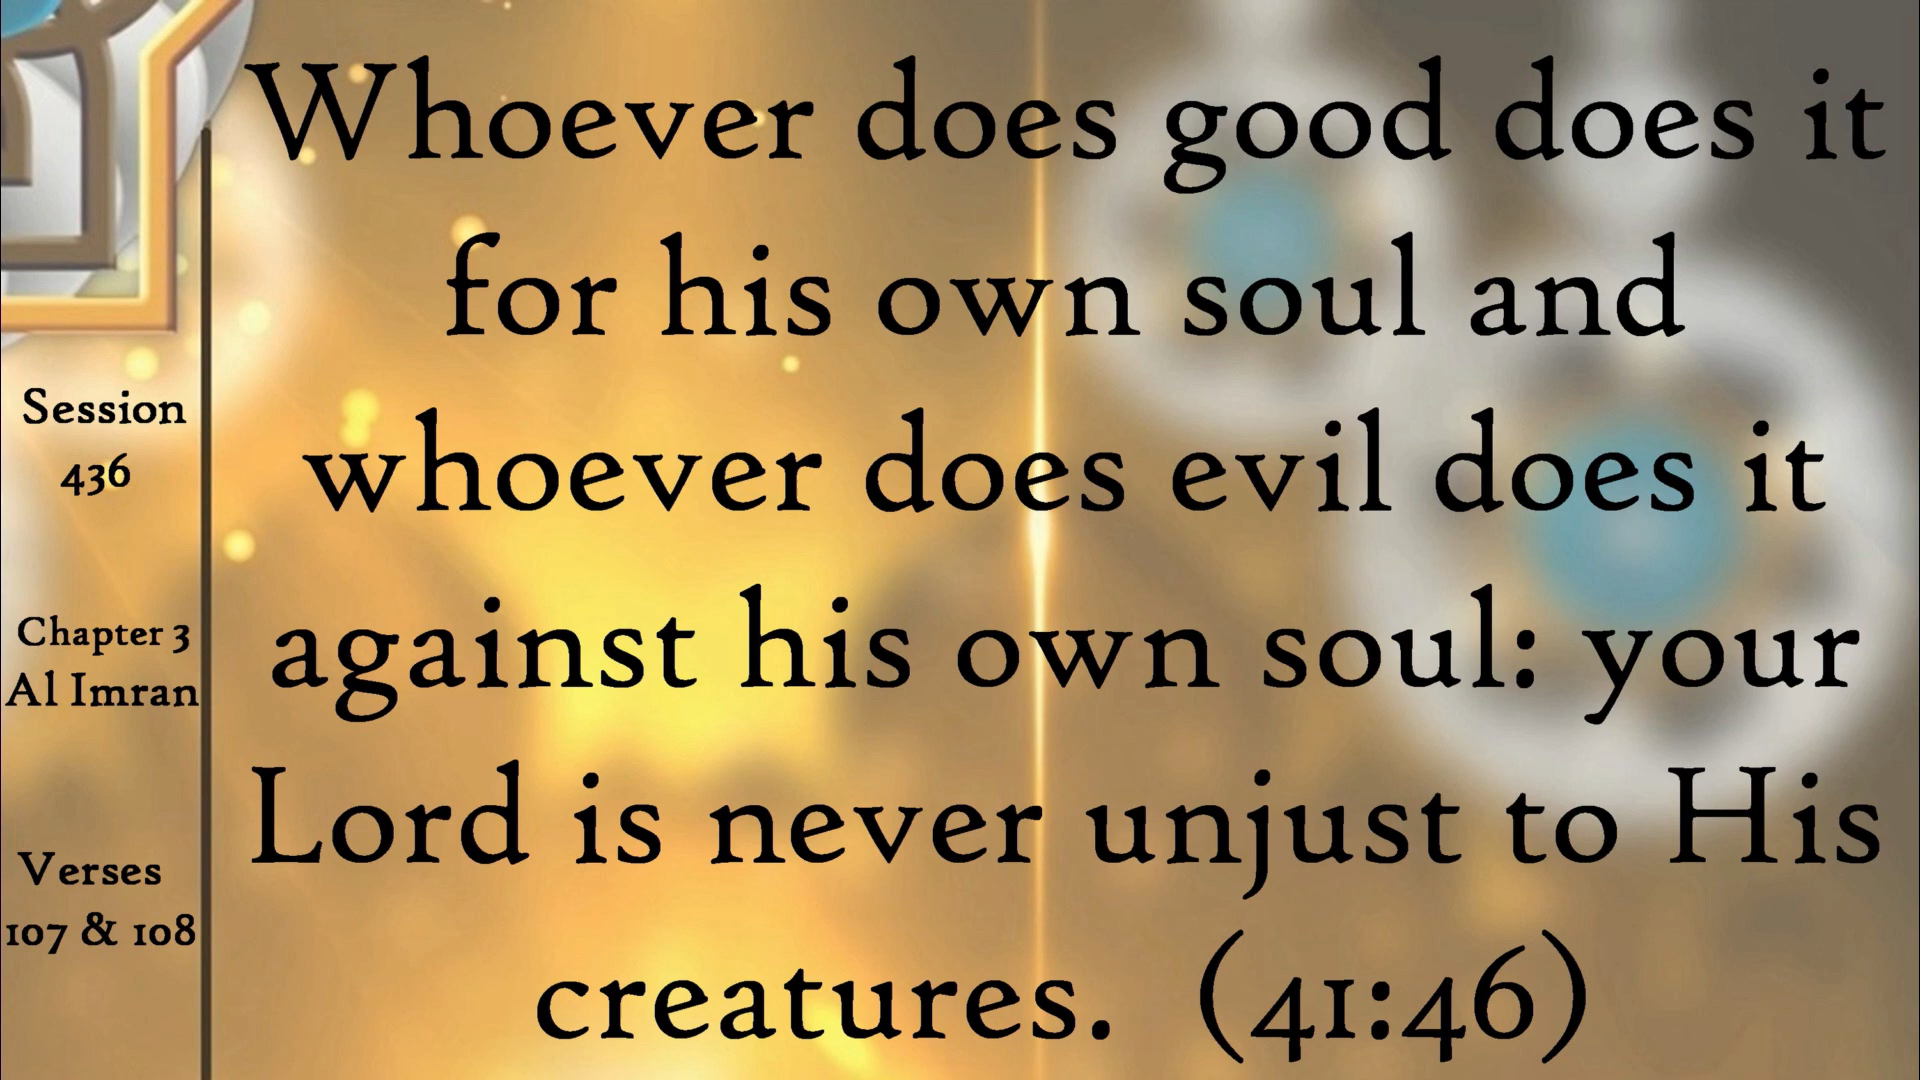 Session
436
Chapter 3
Al Imran
Verses
107 & 108
Whoever does good does it
for his own soul and
whoever does evil does it
against his own soul: your
Lord is never unjust to His
creatures. (41:46)